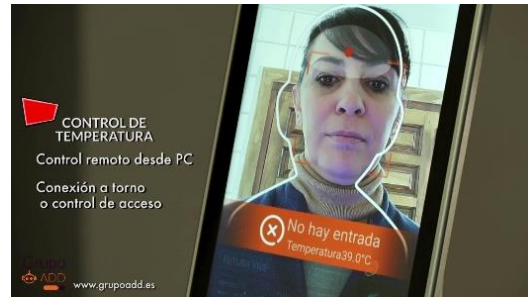 CONTROL DE
TEMPERATURA
Control remoto desde PC
Conexión a torno
o control de acceso
No hay entrada
Temperatura39.0°C
Grupo
ADD
www.grupoadd.es